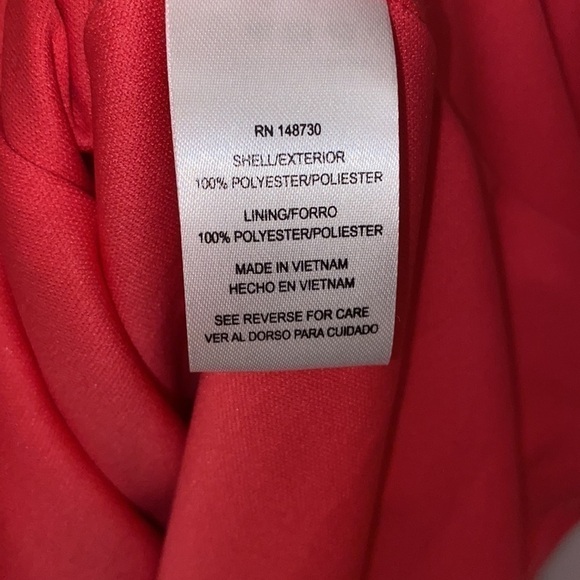 RN 148730
SHELL/EXTERIOR
100% POLYESTER/POLIESTER
LINING/FORRO
100% POLYESTER/POLIESTER
MADE IN VIETNAM
HECHO EN VIETNAM
SEE REVERSE FOR CARE
VER AL DORSO PARA CUIDADO